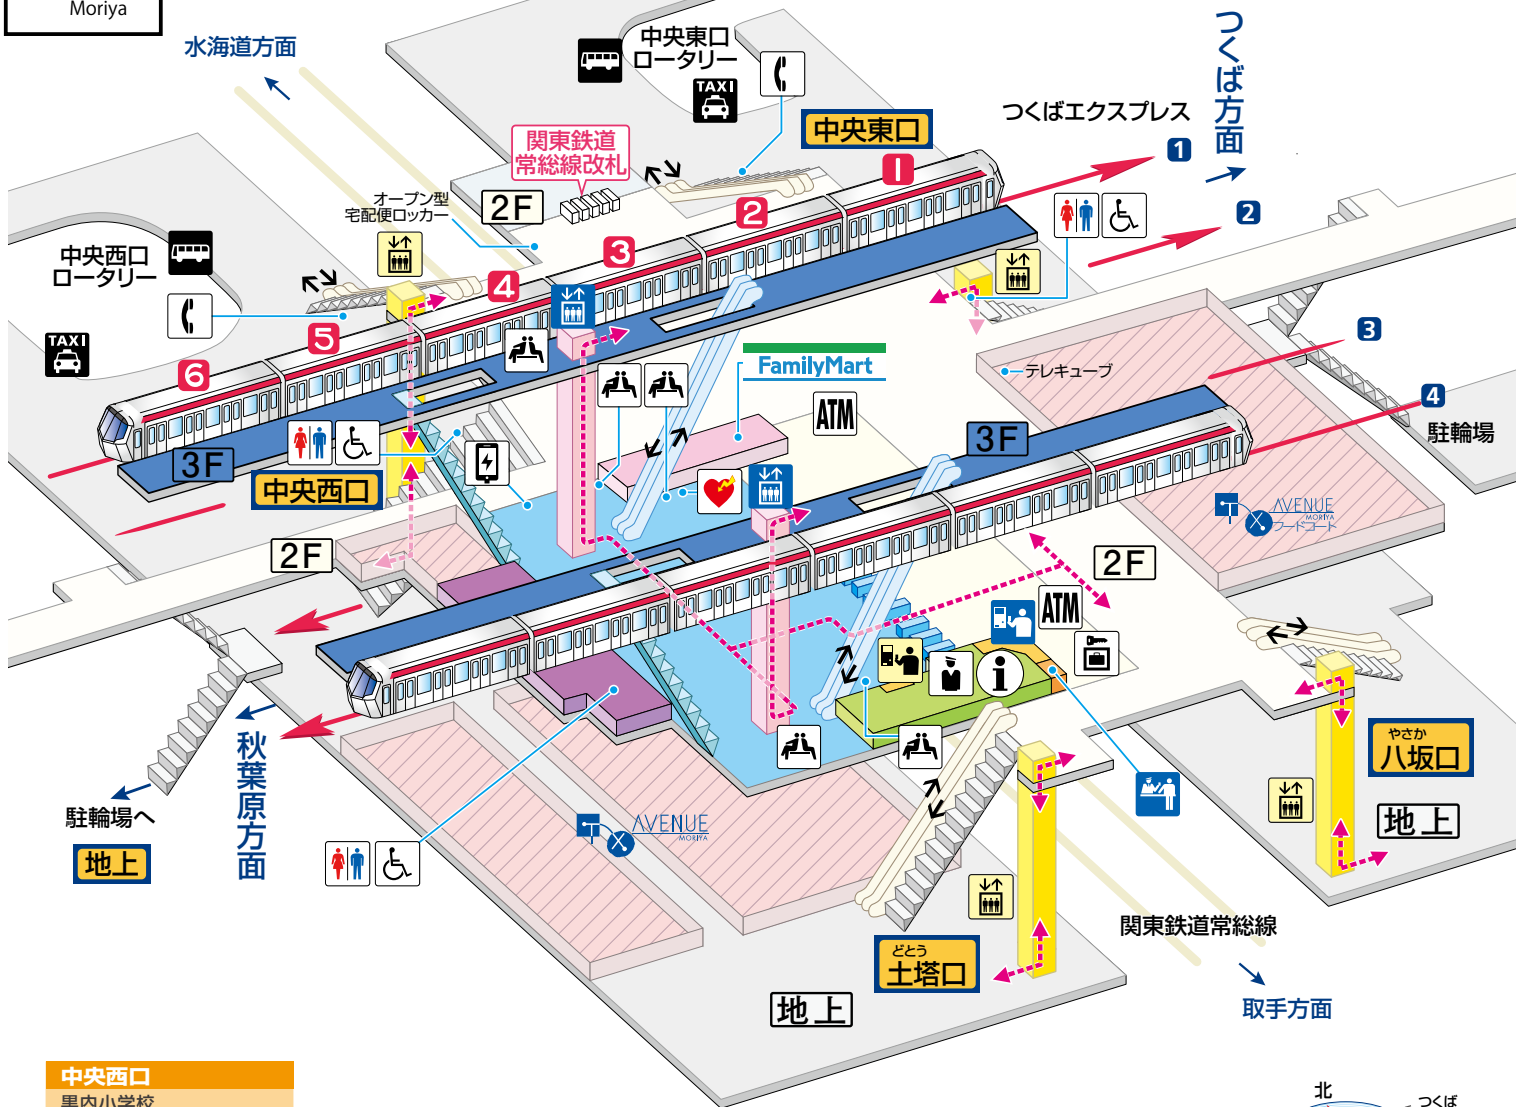 Moriya
水海道方面
中央東口
ロータリー
TAXI
中央東口
つくばエクスプレス
つくば方面
1
2
3
4
関東鉄道
常総線改札
オープン型
宅配便ロッカー
2F
中央西口
ロータリー
TAXI
1
2
3
4
5
6
FamilyMart
ATM
テレキューブ
駐輪場
3F
3F
中央西口
AVENUE
MORIYA
フードコート
2F
2F
ATM
i
秋葉原方面
駐輪場へ
地上
AVENUE
MORIYA
やさか
八坂口
地上
どとう
土塔口
地上
関東鉄道常総線
取手方面
中央西口
黒内小学校
北
つくば